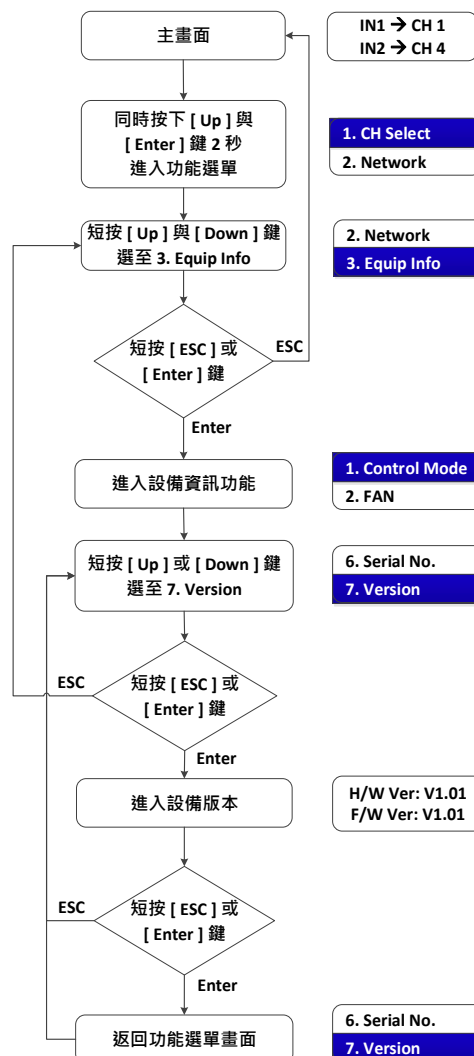 主畫面
IN1 → CH 1
IN2 → CH 4
同時按下 [ Up ] 與
[ Enter ] 鍵 2 秒
進入功能選單
1. CH Select
2. Network
短按 [ Up ] 與 [ Down ] 鍵
選至 3. Equip Info
2. Network
3. Equip Info
短按 [ ESC ] 或
[ Enter ] 鍵
ESC
Enter
進入設備資訊功能
1. Control Mode
2. FAN
短按 [ Up ] 或 [ Down ] 鍵
選至 7. Version
6. Serial No.
7. Version
ESC
短按 [ ESC ] 或
[ Enter ] 鍵
Enter
進入設備版本
H/W Ver: V1.01
F/W Ver: V1.01
ESC
短按 [ ESC ] 或
[ Enter ] 鍵
Enter
返回功能選單畫面
6. Serial No.
7. Version